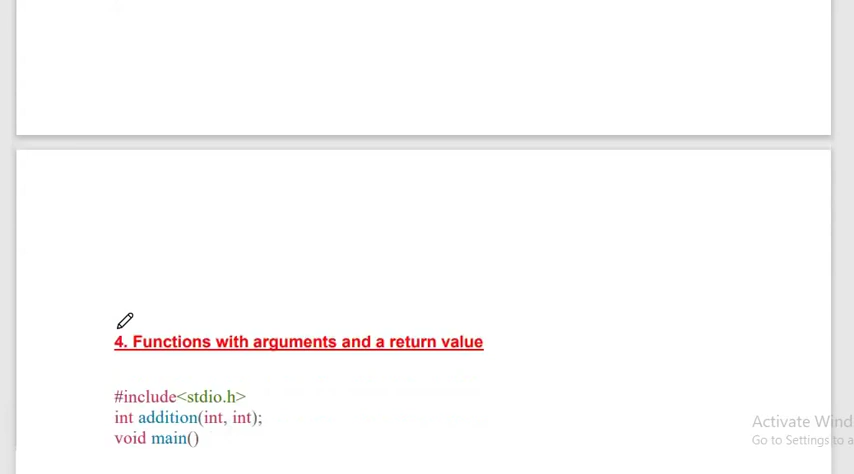 4. Functions with arguments and a return value
#include<stdio.h>
int addition(int, int);
void main()
Activate Wind
Go to Settings to a